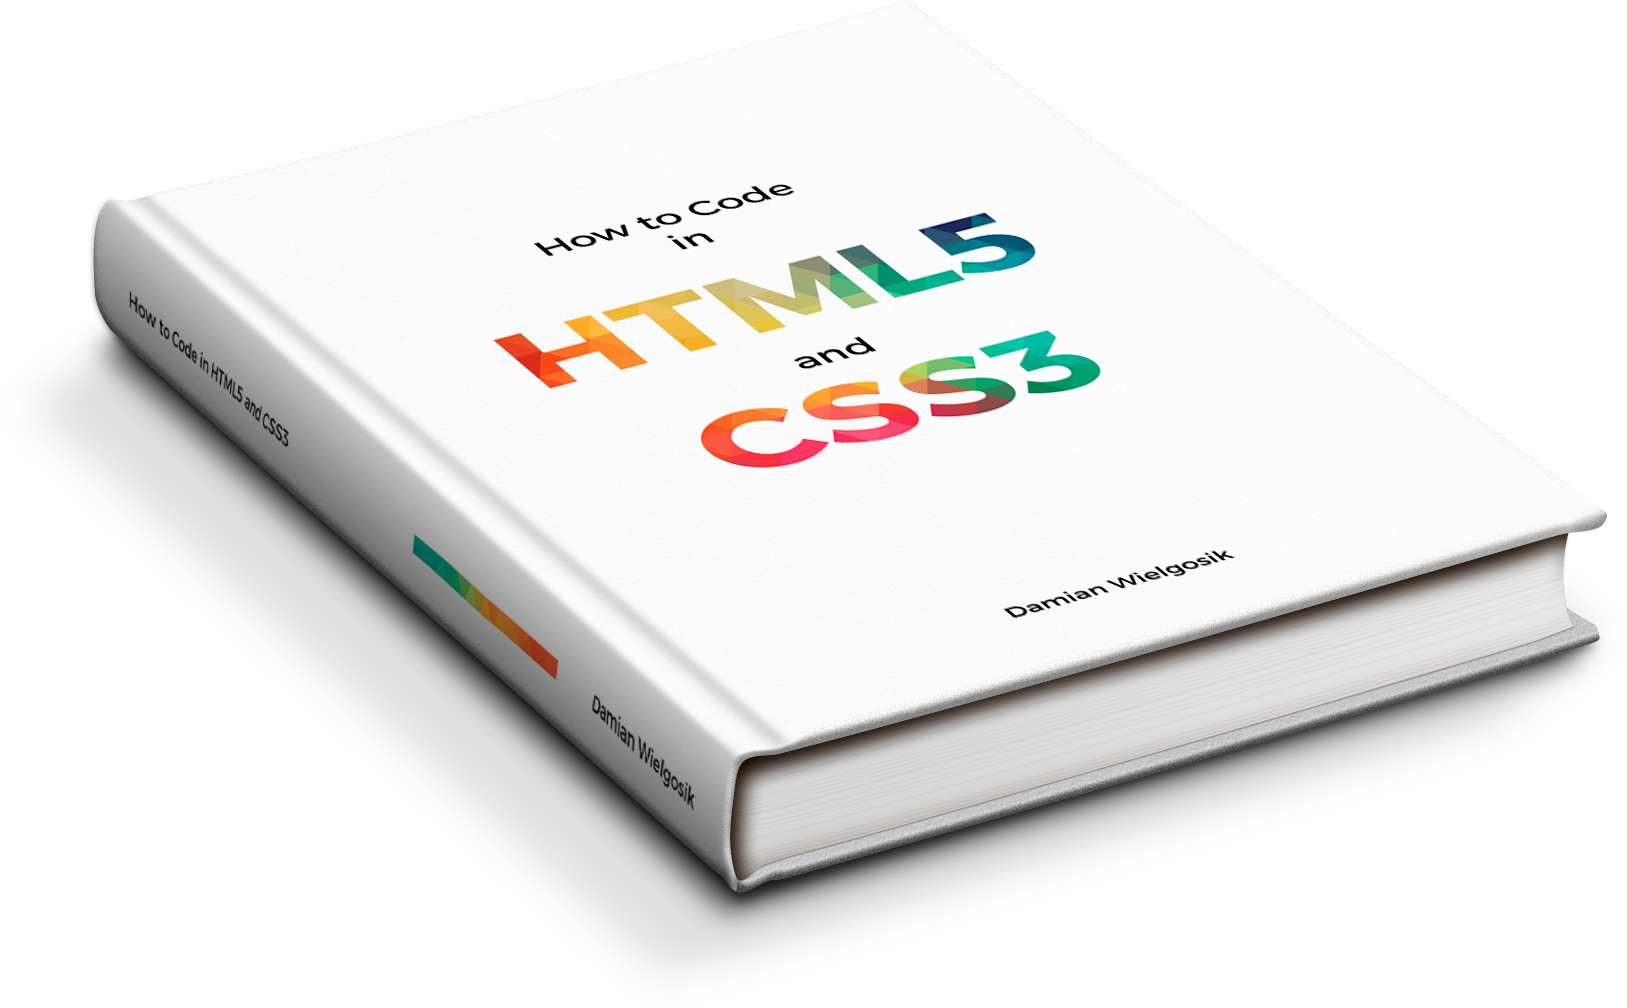 How to Code
in
HTML5
and
CSS3
Damian Wielgosik
How to Code in HTML5 and CSS3
Damian Wielgosik